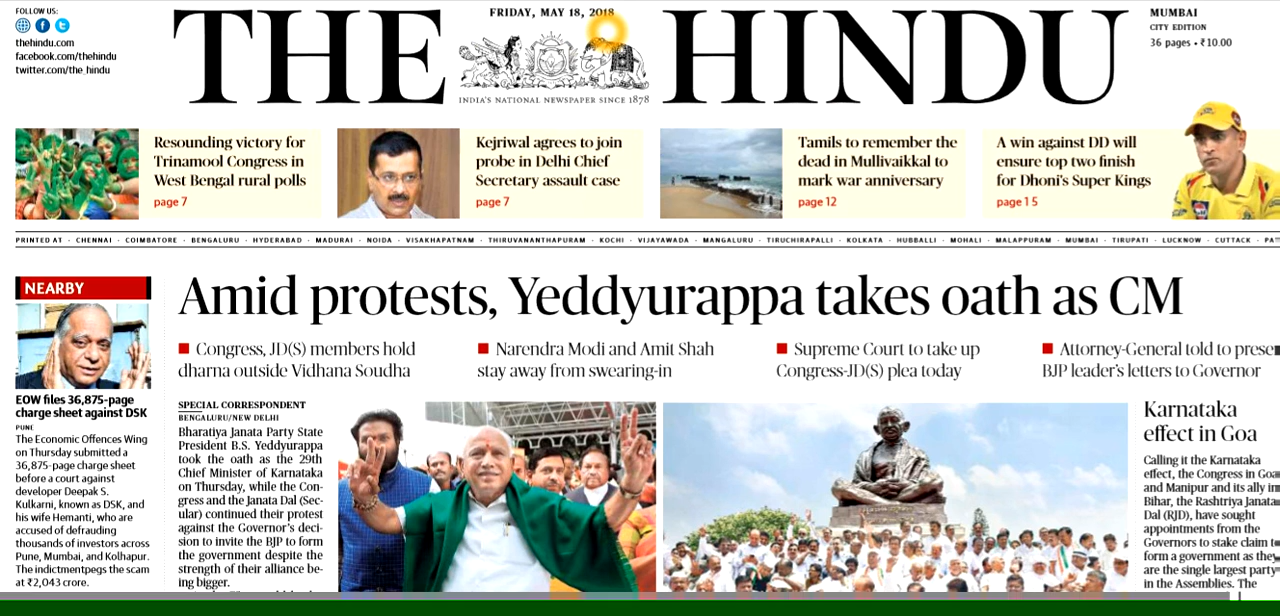 FOLLOW US:
thehindu.com
facebook.com/thehindu
twitter.com/the_hindu
THE HINDU
FRIDAY, MAY 18, 2018
INDIA'S NATIONAL NEWSPAPER SINCE 1878
MUMBAI
CITY EDITION
36 pages • ₹10.00
Resounding victory for
Trinamool Congress in
West Bengal rural polls
page 7
Kejriwal agrees to join
probe in Delhi Chief
Secretary assault case
page 7
Tamils to remember the
dead in Mullivaikkal to
mark war anniversary
page 12
A win against DD will
ensure top two finish
for Dhoni's Super Kings
page 15
PRINTED AT • CHENNAI • COIMBATORE • BENGALURU • HYDERABAD • MADURAI • NOIDA • VISAKHAPATNAM • THIRUVANANTHAPURAM • KOCHI • VIJAYAWADA • MANGALURU • TIRUCHIRAPALLI • KOLKATA • HUBBALLI • MOHALI • MALAPPURAM • MUMBAI • TIRUPATI • LUCKNOW • CUTTACK •
NEARBY
EOW files 36,875-page
charge sheet against DSK
PUNE
The Economic Offences Wing
on Thursday submitted a
36,875-page charge sheet
before a court against
developer Deepak S.
Kulkarni, known as DSK, and
his wife Hemanti, who are
accused of defrauding
thousands of investors across
Pune, Mumbai, and Kolhapur.
The indictmentpegs the scam
at ₹2,043 crore.
Amid protests, Yeddyurappa takes oath as CM
Congress, JD(S) members hold
dharna outside Vidhana Soudha
Narendra Modi and Amit Shah
stay away from swearing-in
Supreme Court to take up
Congress-JD(S) plea today
Attorney-General told to prese
BJP leader's letters to Governor
SPECIAL CORRESPONDENT
BENGALURU/NEW DELHI
Bharatiya Janata Party State
President B.S. Yeddyurappa
took the oath as the 29th
Chief Minister of Karnataka
on Thursday, while the Con-
gress and the Janata Dal (Sec-
ular) continued their protest
against the Governor's deci-
sion to invite the BJP to form
the government despite the
strength of their alliance be-
ing bigger.
Karnataka
effect in Goa
Calling it the Karnataka
effect, the Congress in Goa
and Manipur and its ally in
Bihar, the Rashtriya Janata
Dal (RJD), have sought
appointments from the
Governors to stake claim t
form a government as they
are the single largest party
in the Assemblies. The